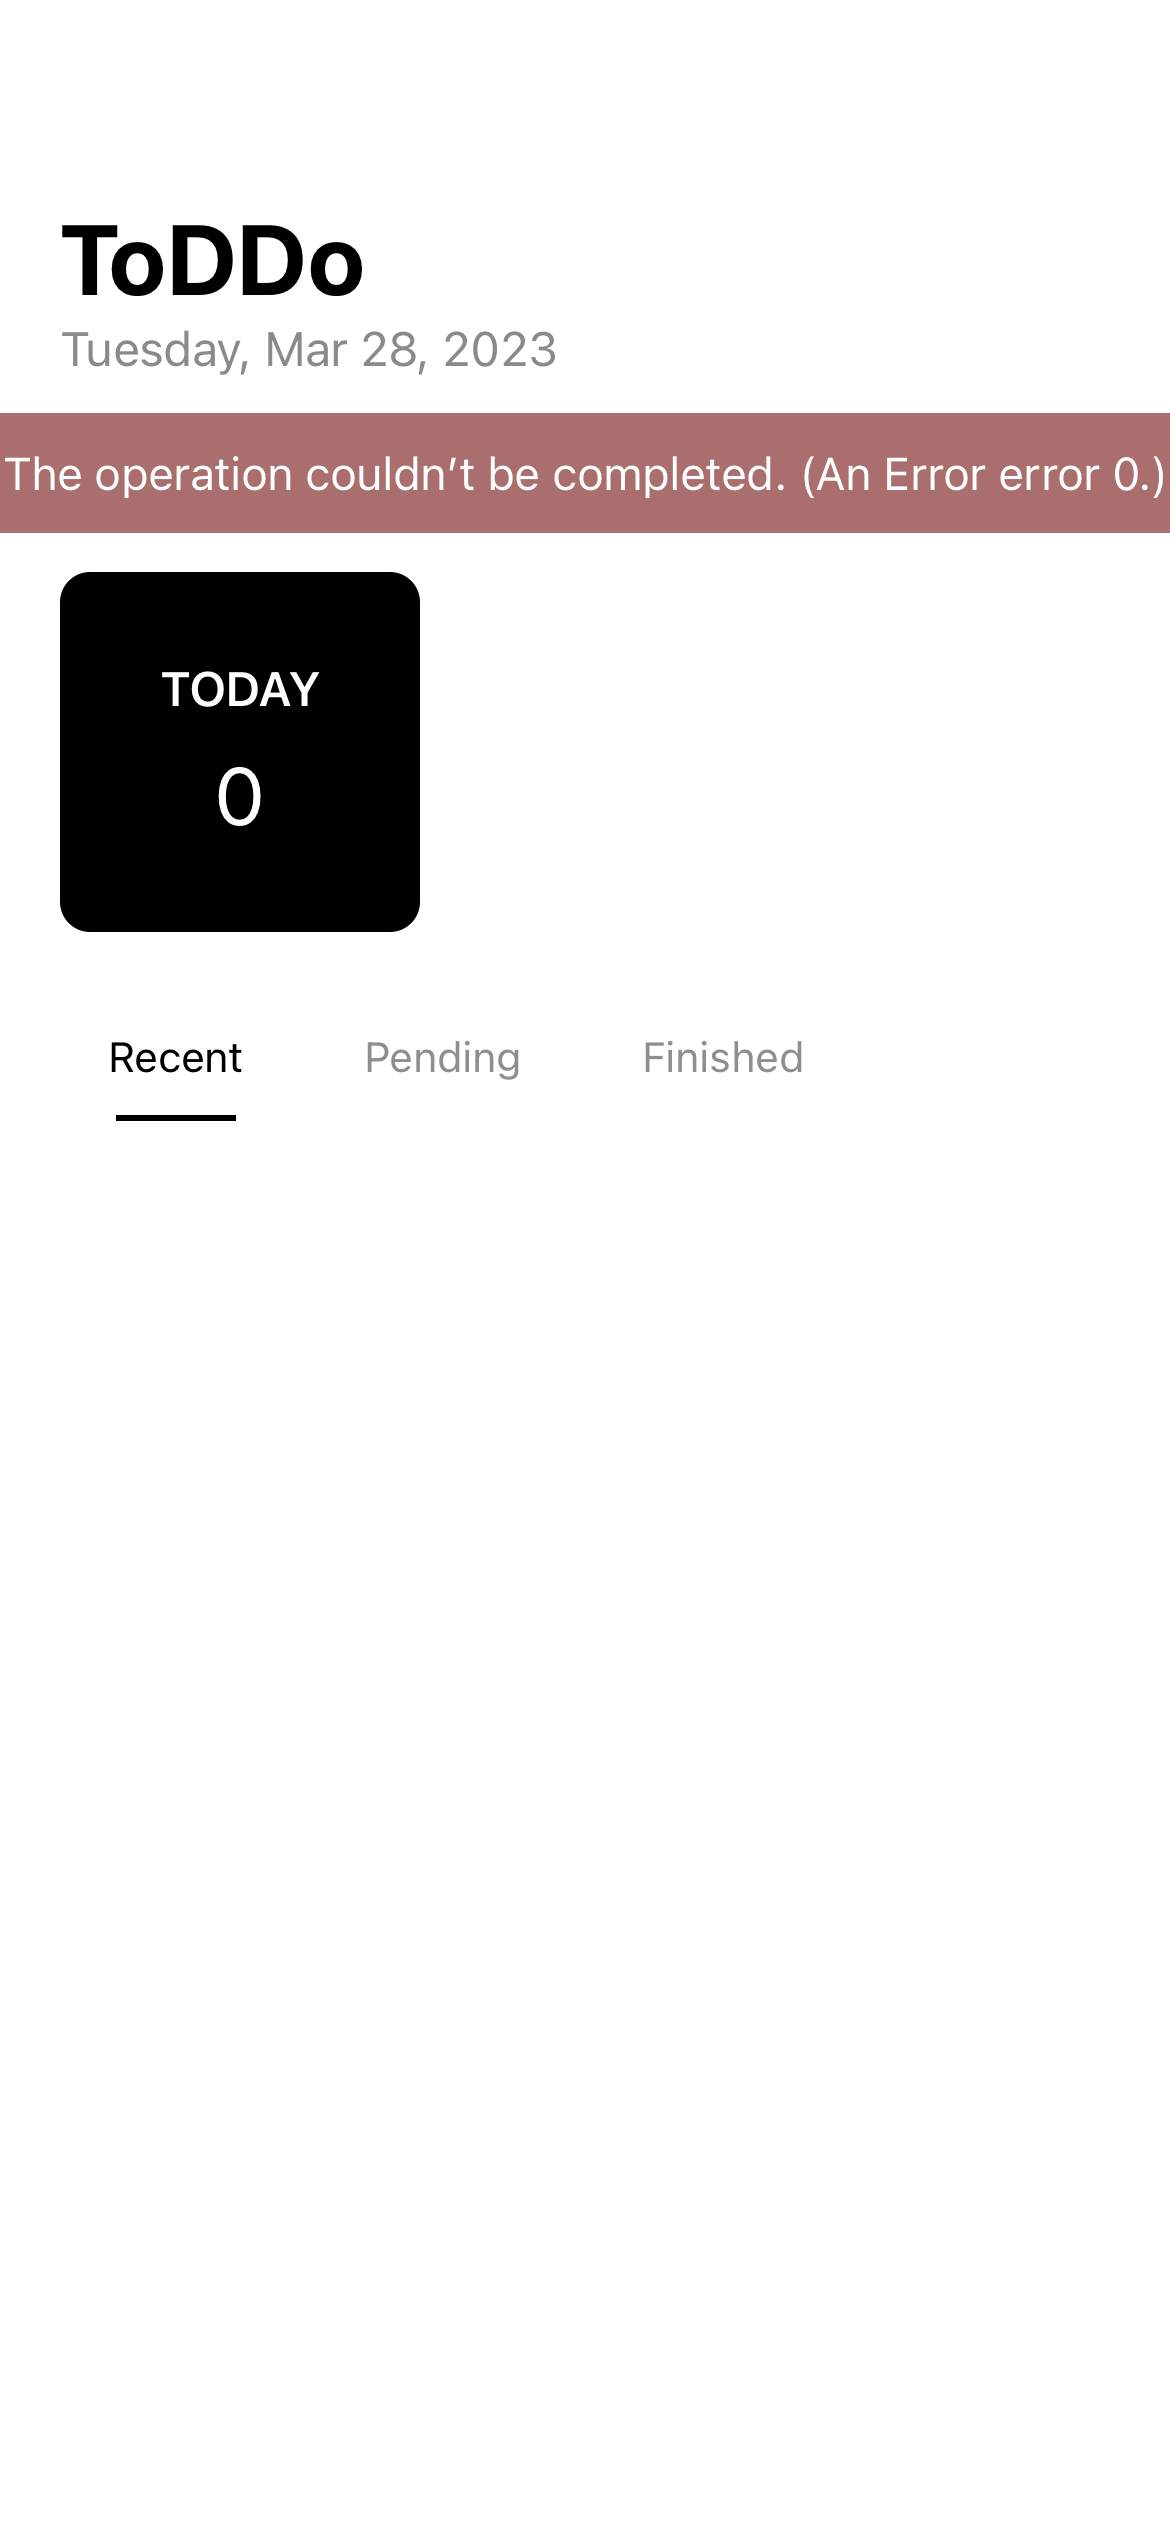 ToDDo
Tuesday, Mar 28, 2023
The operation couldn’t be completed. (An Error error 0.)
TODAY
0
Recent Pending Finished